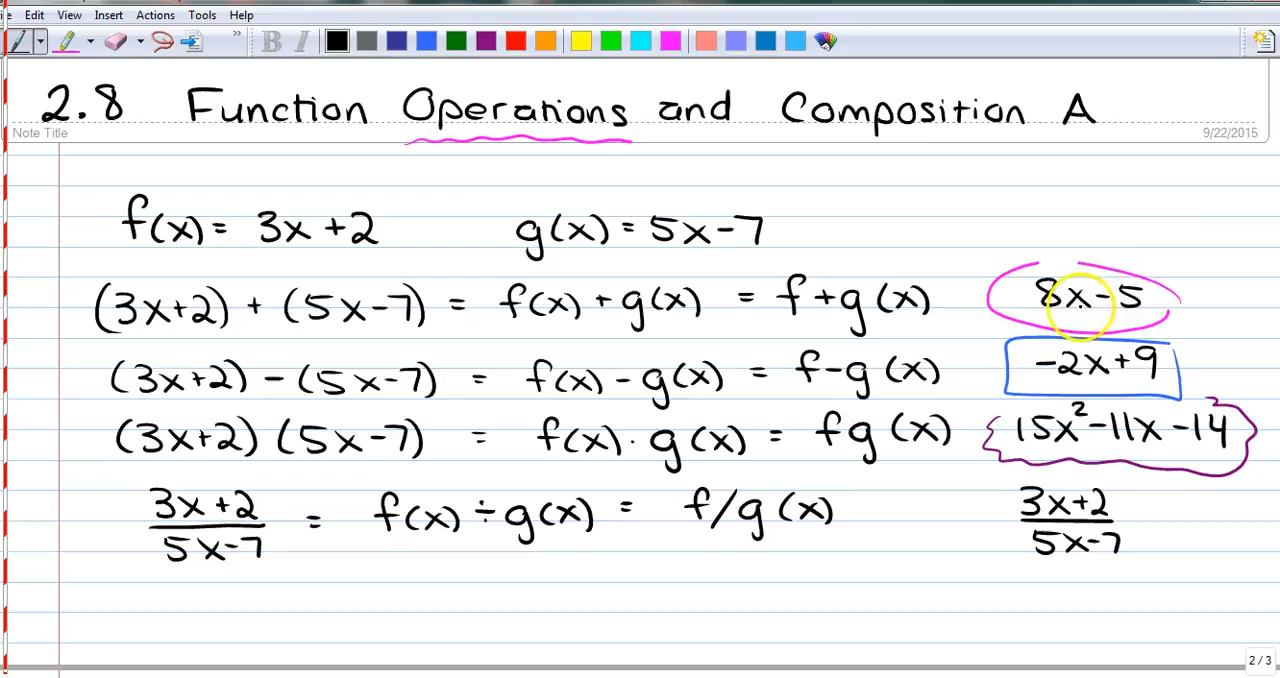 Edit View Insert Actions Tools Help
B I
2.8 Function Operations and Composition A
Note Title 9/22/2015
f(x) = 3x + 2 g(x) = 5x - 7
(3x+2) + (5x-7) = f(x) + g(x) = f+g (x) 8x-5
(3x+2) - (5x-7) = f(x) - g(x) = f-g (x) -2x+9
(3x+2) (5x-7) = f(x) · g(x) = fg (x) 15x² -11x -14
3x+2 / 5x-7 = f(x) ÷ g(x) = f/g (x) 3x+2 / 5x-7
2 / 3